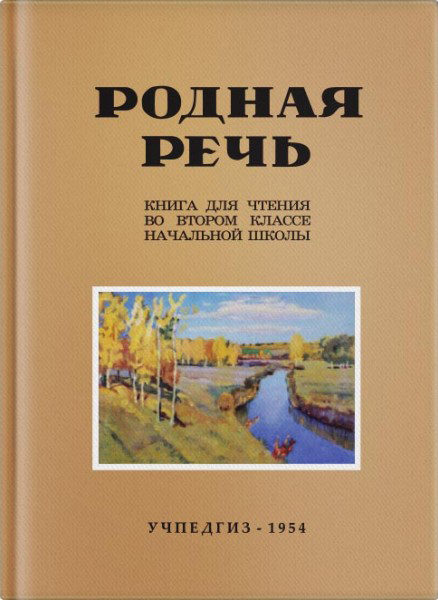 РОДНАЯ
РЕЧЬ
КНИГА ДЛЯ ЧТЕНИЯ
ВО ВТОРОМ КЛАССЕ
НАЧАЛЬНОЙ ШКОЛЫ
УЧПЕДГИЗ - 1954